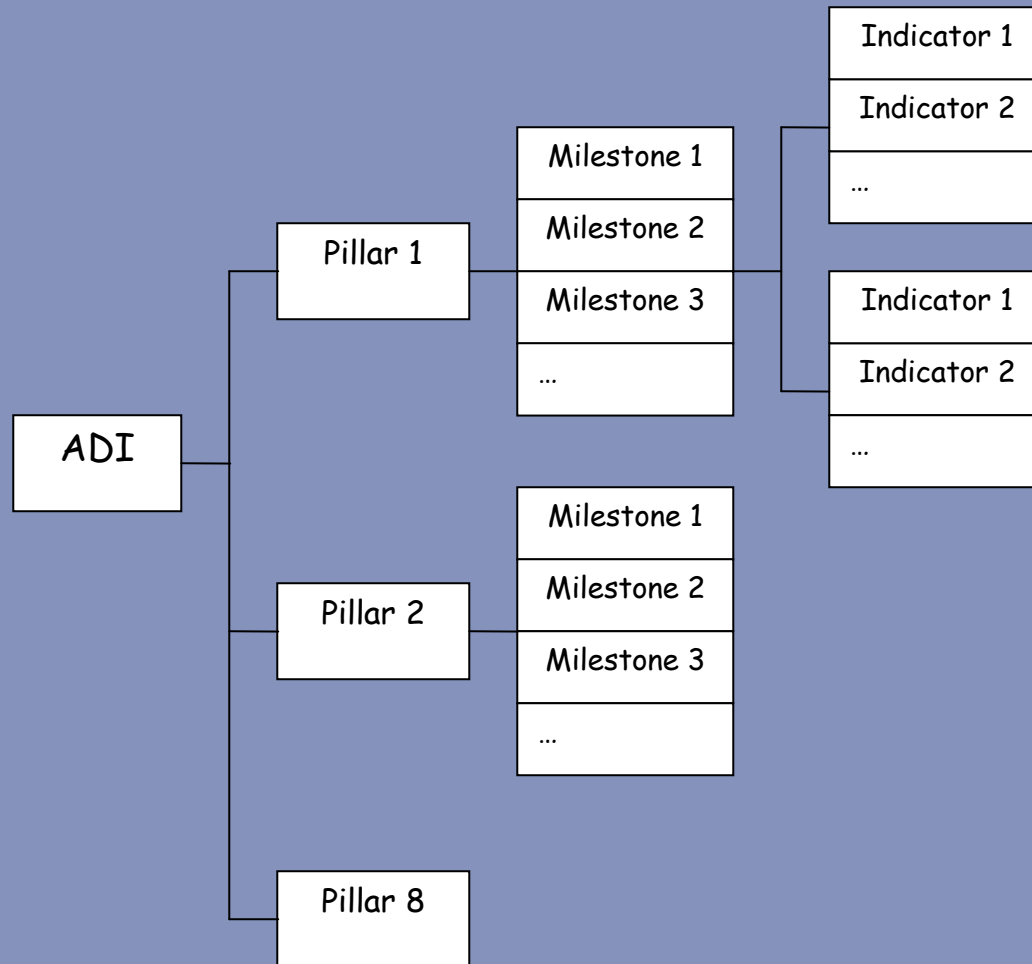 ADI
Pillar 1
Milestone 1
Milestone 2
Milestone 3
...
Indicator 1
Indicator 2
...
Indicator 1
Indicator 2
...
Pillar 2
Milestone 1
Milestone 2
Milestone 3
...
Pillar 8